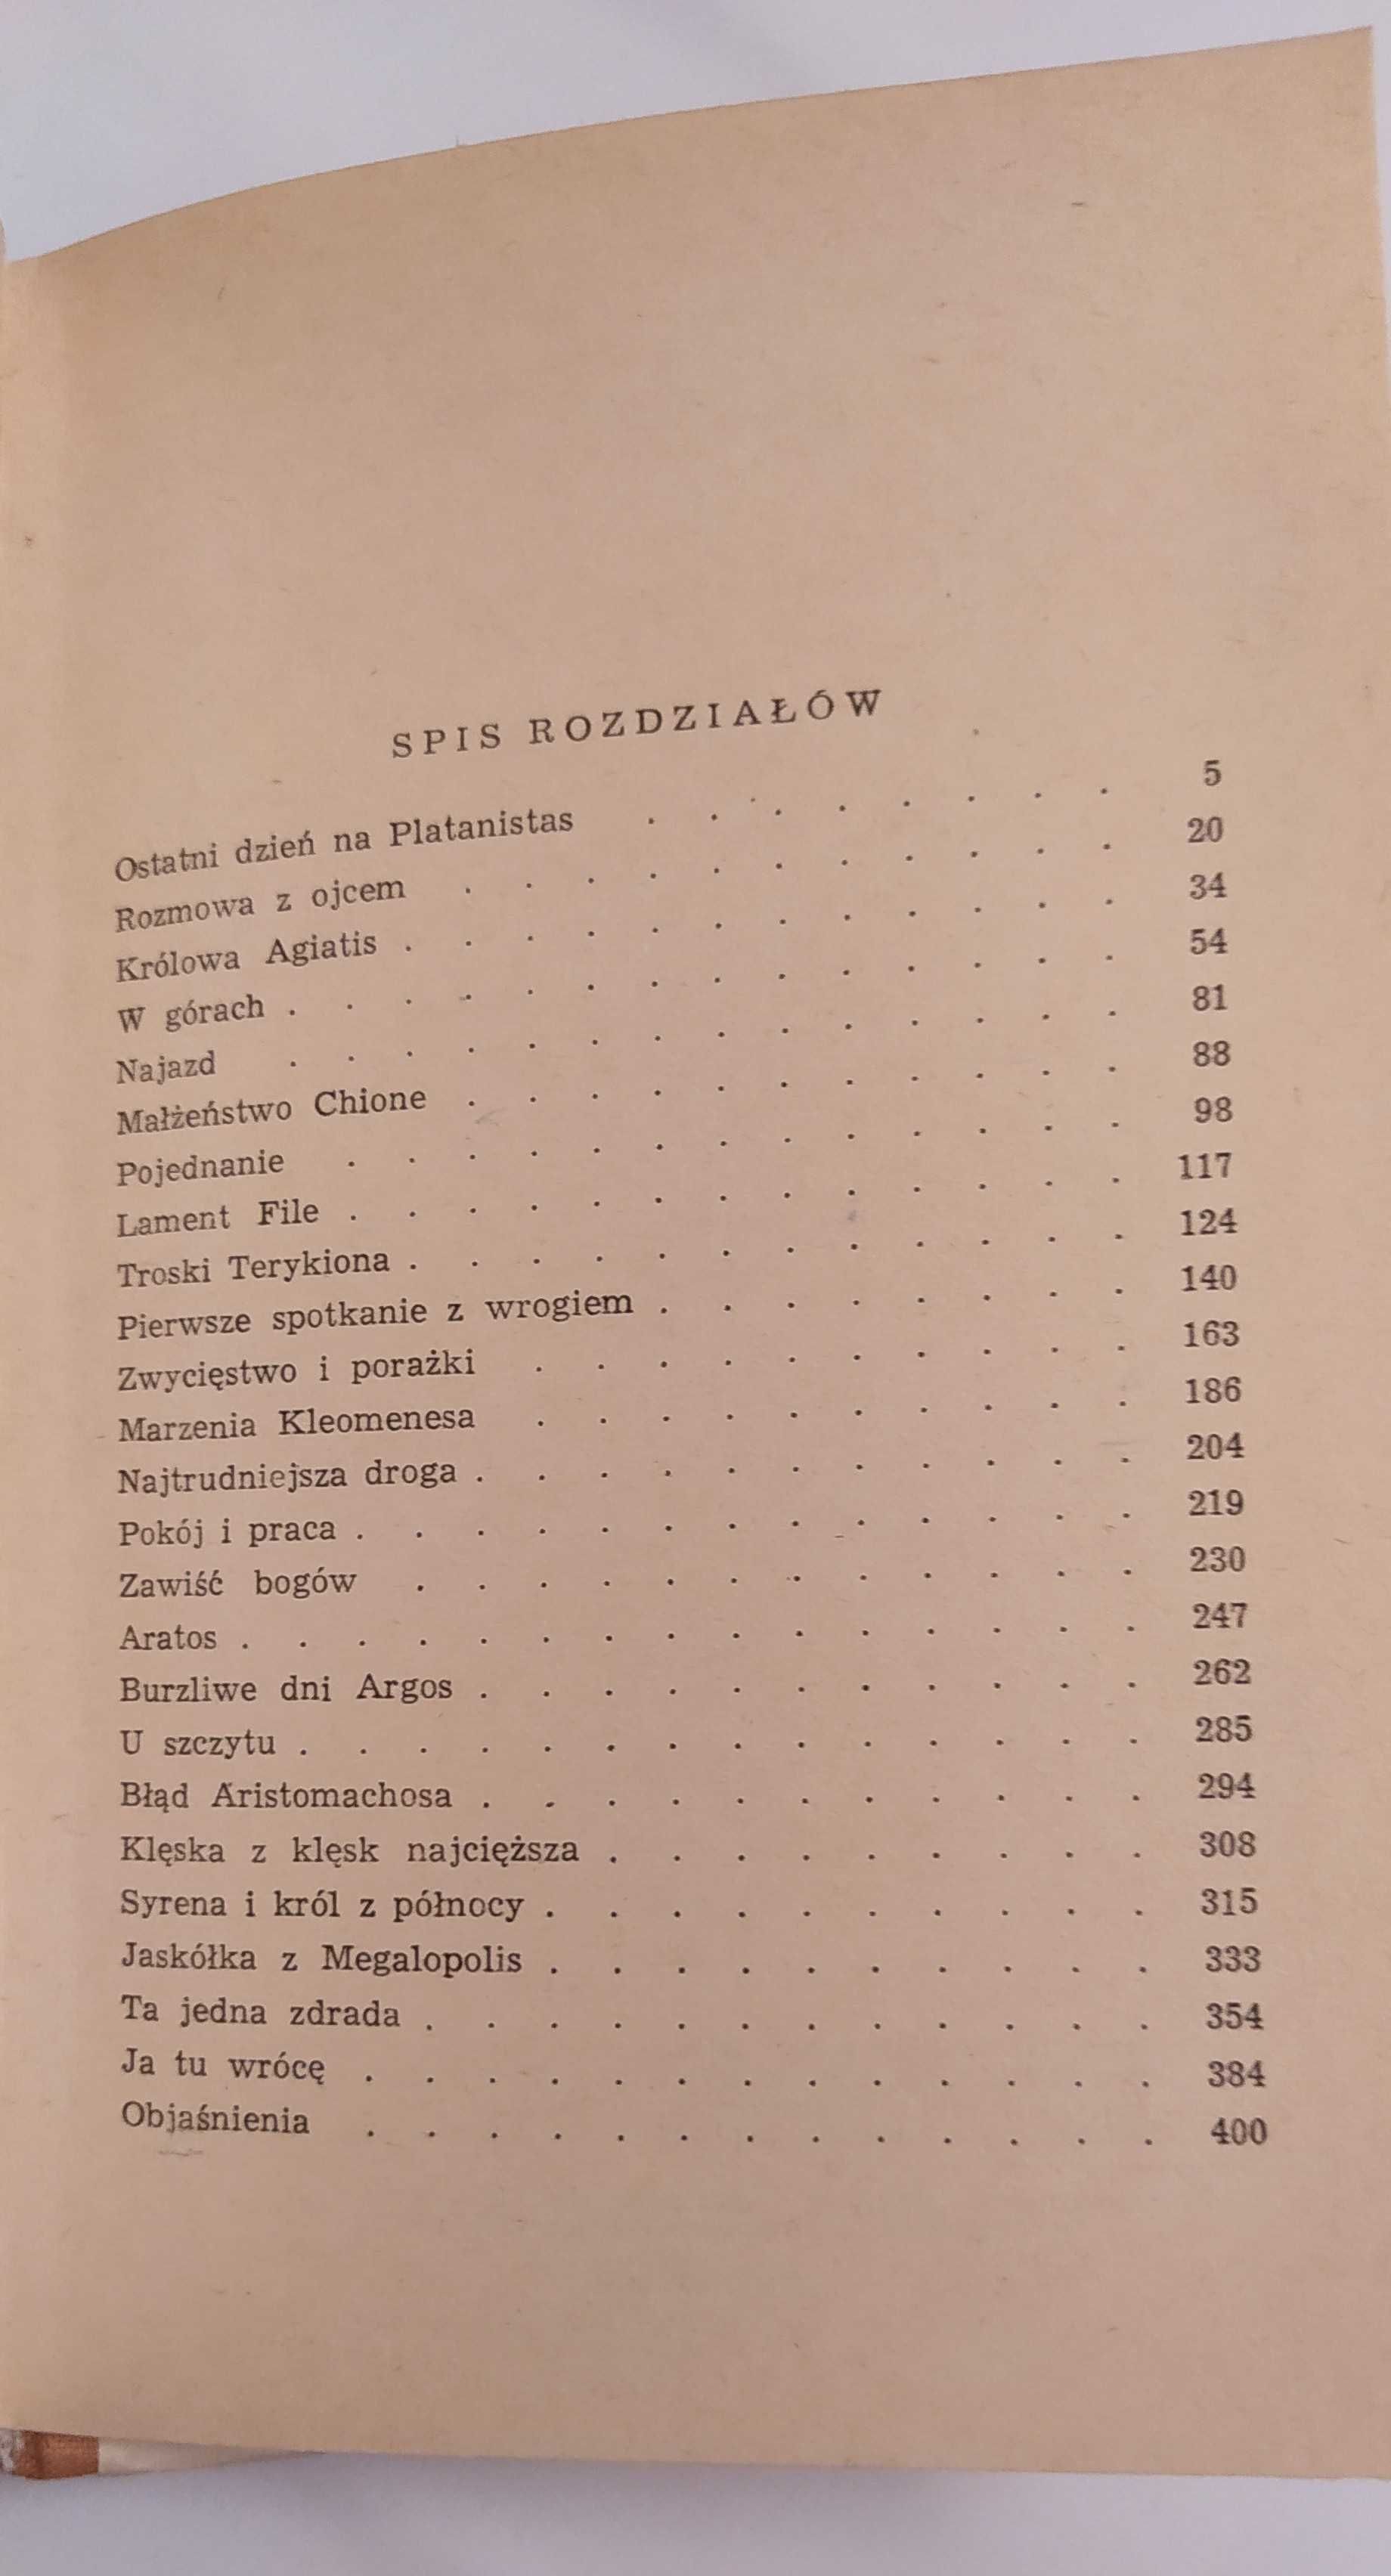 SPIS ROZDZIAŁÓW
Ostatni dzień na Platanistas . . . . . . . . 5
Rozmowa z ojcem . . . . . . . . . . . 20
Królowa Agiatis . . . . . . . . . . . . 34
W górach . . . . . . . . . . . . . . 54
Najazd . . . . . . . . . . . . . . 81
Małżeństwo Chione . . . . . . . . . . . 88
Pojednanie . . . . . . . . . . . . . 98
Lament File . . . . . . . . . . . . . 117
Troski Terykiona . . . . . . . . . . . . 124
Pierwsze spotkanie z wrogiem . . . . . . . . 140
Zwycięstwo i porażki . . . . . . . . . . 163
Marzenia Kleomenesa . . . . . . . . . . 186
Najtrudniejsza droga . . . . . . . . . . . 204
Pokój i praca . . . . . . . . . . . . . 219
Zawiść bogów . . . . . . . . . . . . 230
Aratos . . . . . . . . . . . . . . . 247
Burzliwe dni Argos . . . . . . . . . . . 262
U szczytu . . . . . . . . . . . . . . 285
Błąd Aristomachosa . . . . . . . . . . . 294
Klęska z klęsk najcięższa . . . . . . . . . 308
Syrena i król z północy . . . . . . . . . . 315
Jaskółka z Megalopolis . . . . . . . . . . 333
Ta jedna zdrada . . . . . . . . . . . . 354
Ja tu wrócę . . . . . . . . . . . . . 384
Objaśnienia . . . . . . . . . . . . . 400